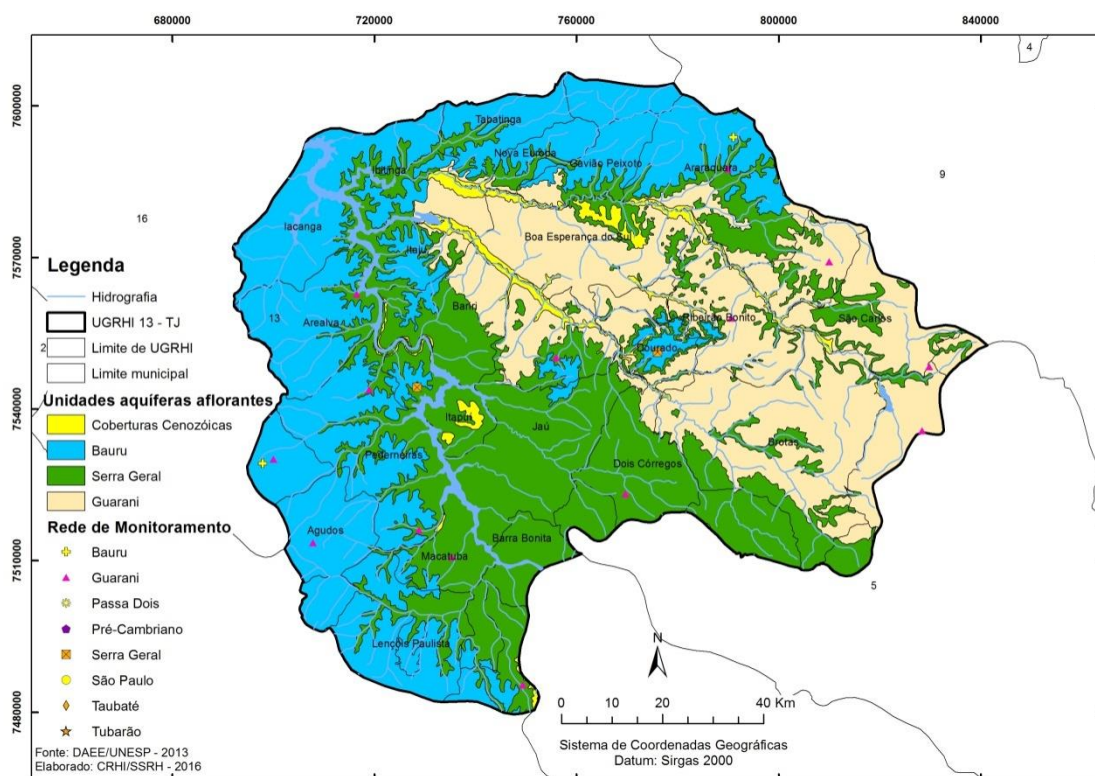 680000 720000 760000 800000 840000
7600000
7570000
7540000
7510000
7480000
4
9
16
13
2
5
Tabatinga
Nova Europa
Gavião Peixoto
Araraquara
Ibitinga
Iacanga
Boa Esperança do Sul
Itaju
Bariri
Arealva
Ribeirão Bonito
São Carlos
Dourado
Itapuí
Jaú
Brotas
Pederneiras
Dois Córregos
Agudos
Barra Bonita
Macatuba
Lençóis Paulista
Legenda
Hidrografia
UGRHI 13 - TJ
Limite de UGRHI
Limite municipal
Unidades aquíferas aflorantes
Coberturas Cenozóicas
Bauru
Serra Geral
Guarani
Rede de Monitoramento
Bauru
Guarani
Passa Dois
Pré-Cambriano
Serra Geral
São Paulo
Taubaté
Tubarão
Fonte: DAEE/UNESP - 2013
Elaborado: CRHI/SSRH - 2016
N
0 10 20 40 Km
Sistema de Coordenadas Geográficas
Datum: Sirgas 2000